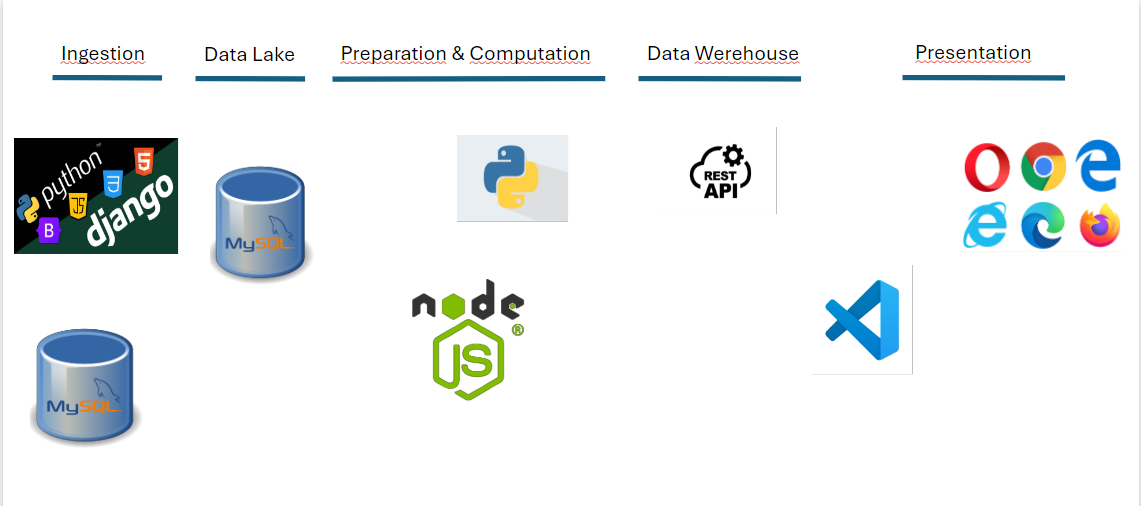 Ingestion
Data Lake
Preparation & Computation
Data Werehouse
Presentation
python
5
3
JS
B
django
MySQL
REST
API
node
JS
®
MySQL